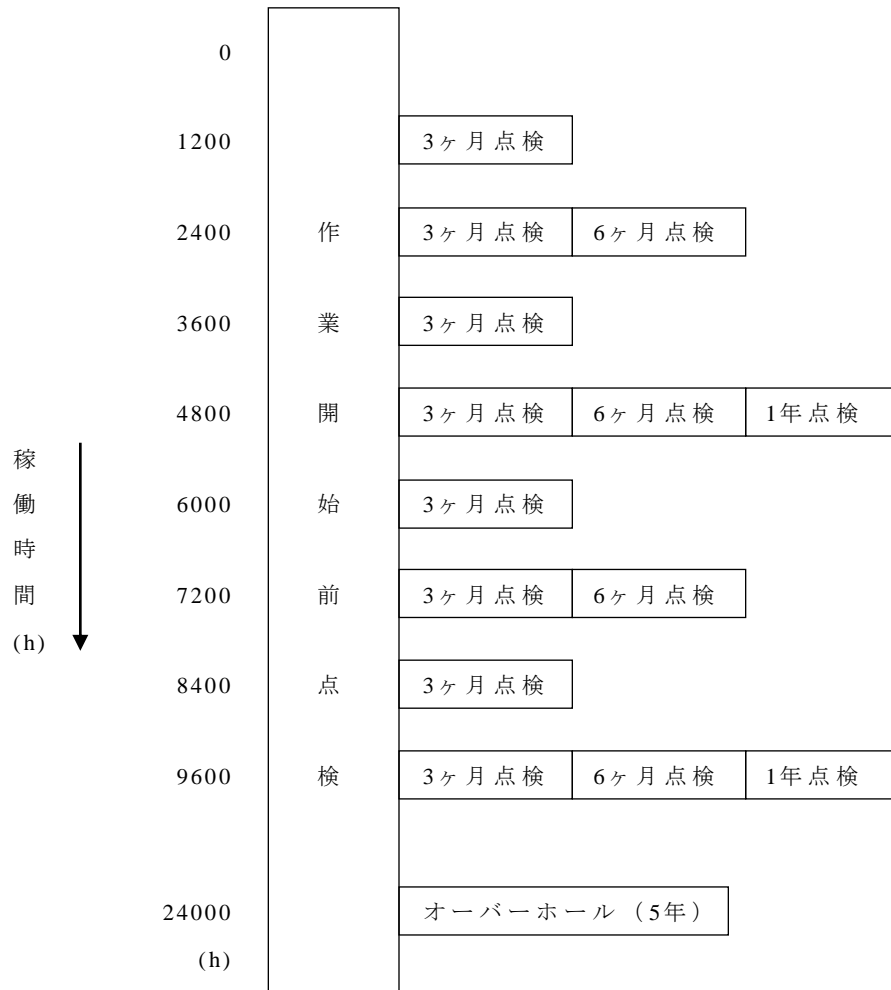 0
1200 3ヶ月点検
2400 3ヶ月点検 6ヶ月点検
3600 3ヶ月点検
4800 3ヶ月点検 6ヶ月点検 1年点検
6000 3ヶ月点検
7200 3ヶ月点検 6ヶ月点検
8400 3ヶ月点検
9600 3ヶ月点検 6ヶ月点検 1年点検
24000 オーバーホール（5年）
(h)
稼働時間
(h)
作業開始前点検